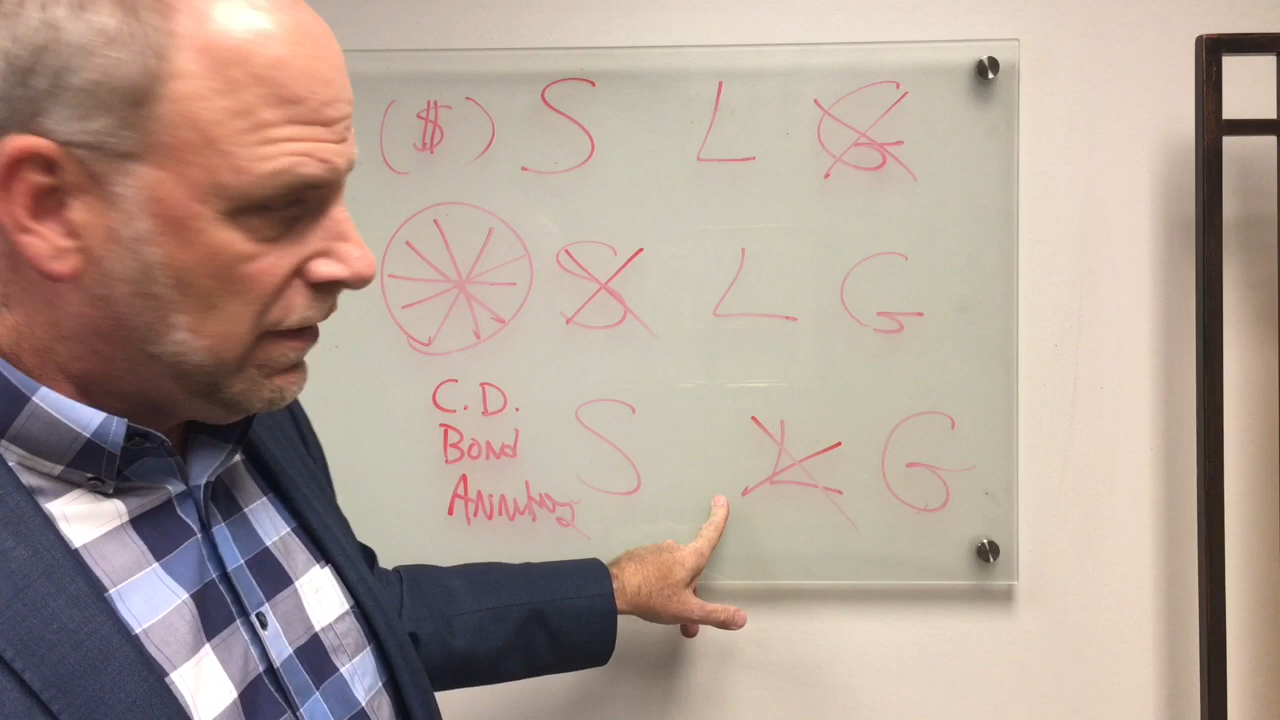 ($) S L G
S L G
C.D.
Bond
Annuity
S L G